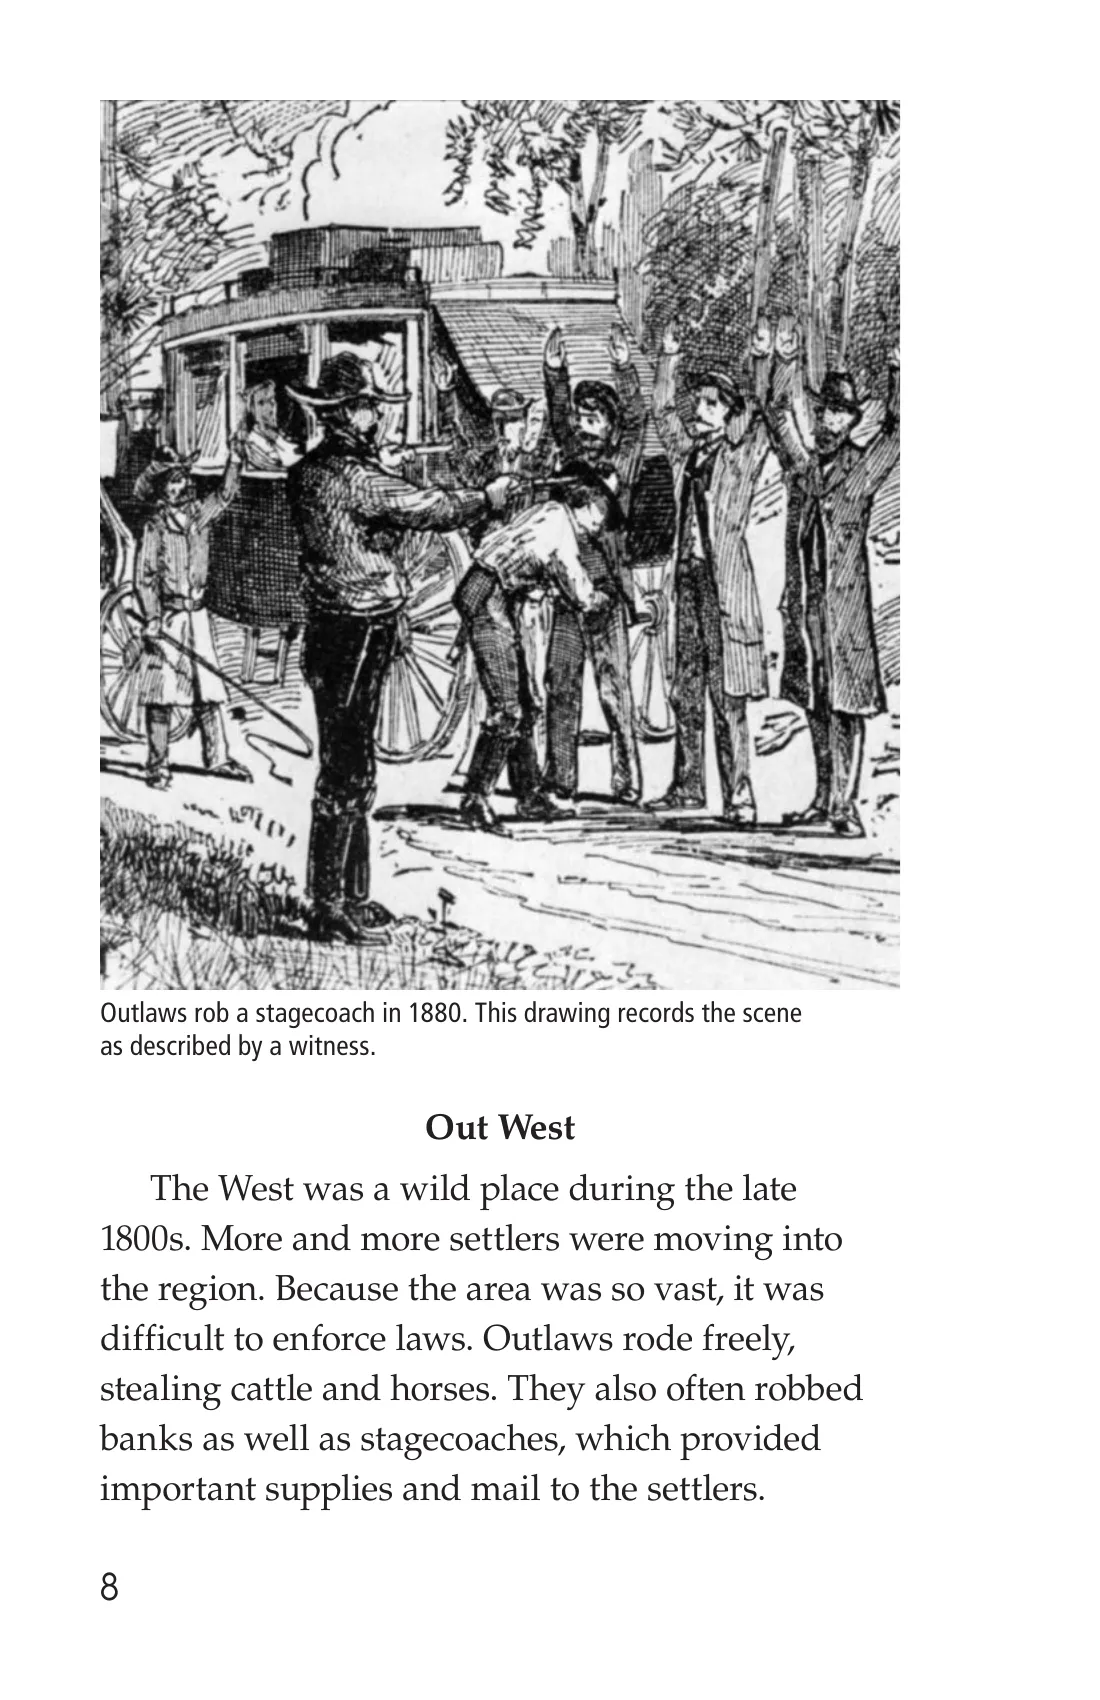 Outlaws rob a stagecoach in 1880. This drawing records the scene
as described by a witness.
Out West
The West was a wild place during the late
1800s. More and more settlers were moving into
the region. Because the area was so vast, it was
difficult to enforce laws. Outlaws rode freely,
stealing cattle and horses. They also often robbed
banks as well as stagecoaches, which provided
important supplies and mail to the settlers.
8